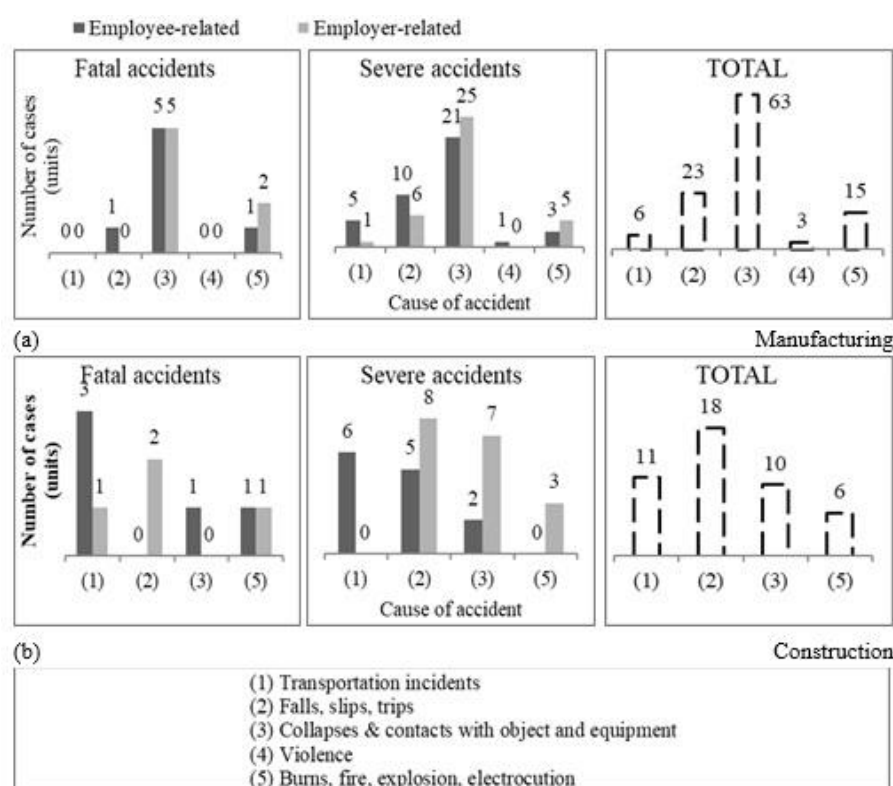 Employee-related Employer-related
Fatal accidents
Number of cases
(units)
0 0 1 0 5 5 0 0 1 2
(1) (2) (3) (4) (5)
Severe accidents
5 1 10 6 21 25 1 0 3 5
(1) (2) (3) (4) (5)
Cause of accident
TOTAL
6 23 63 3 15
(1) (2) (3) (4) (5)
(a) Manufacturing
Fatal accidents
Number of cases
(units)
3 1 0 2 1 0 1 1
(1) (2) (3) (5)
Severe accidents
6 0 5 8 2 7 0 3
(1) (2) (3) (5)
Cause of accident
TOTAL
11 18 10 6
(1) (2) (3) (5)
(b) Construction
(1) Transportation incidents
(2) Falls, slips, trips
(3) Collapses & contacts with object and equipment
(4) Violence
(5) Burns, fire, explosion, electrocution